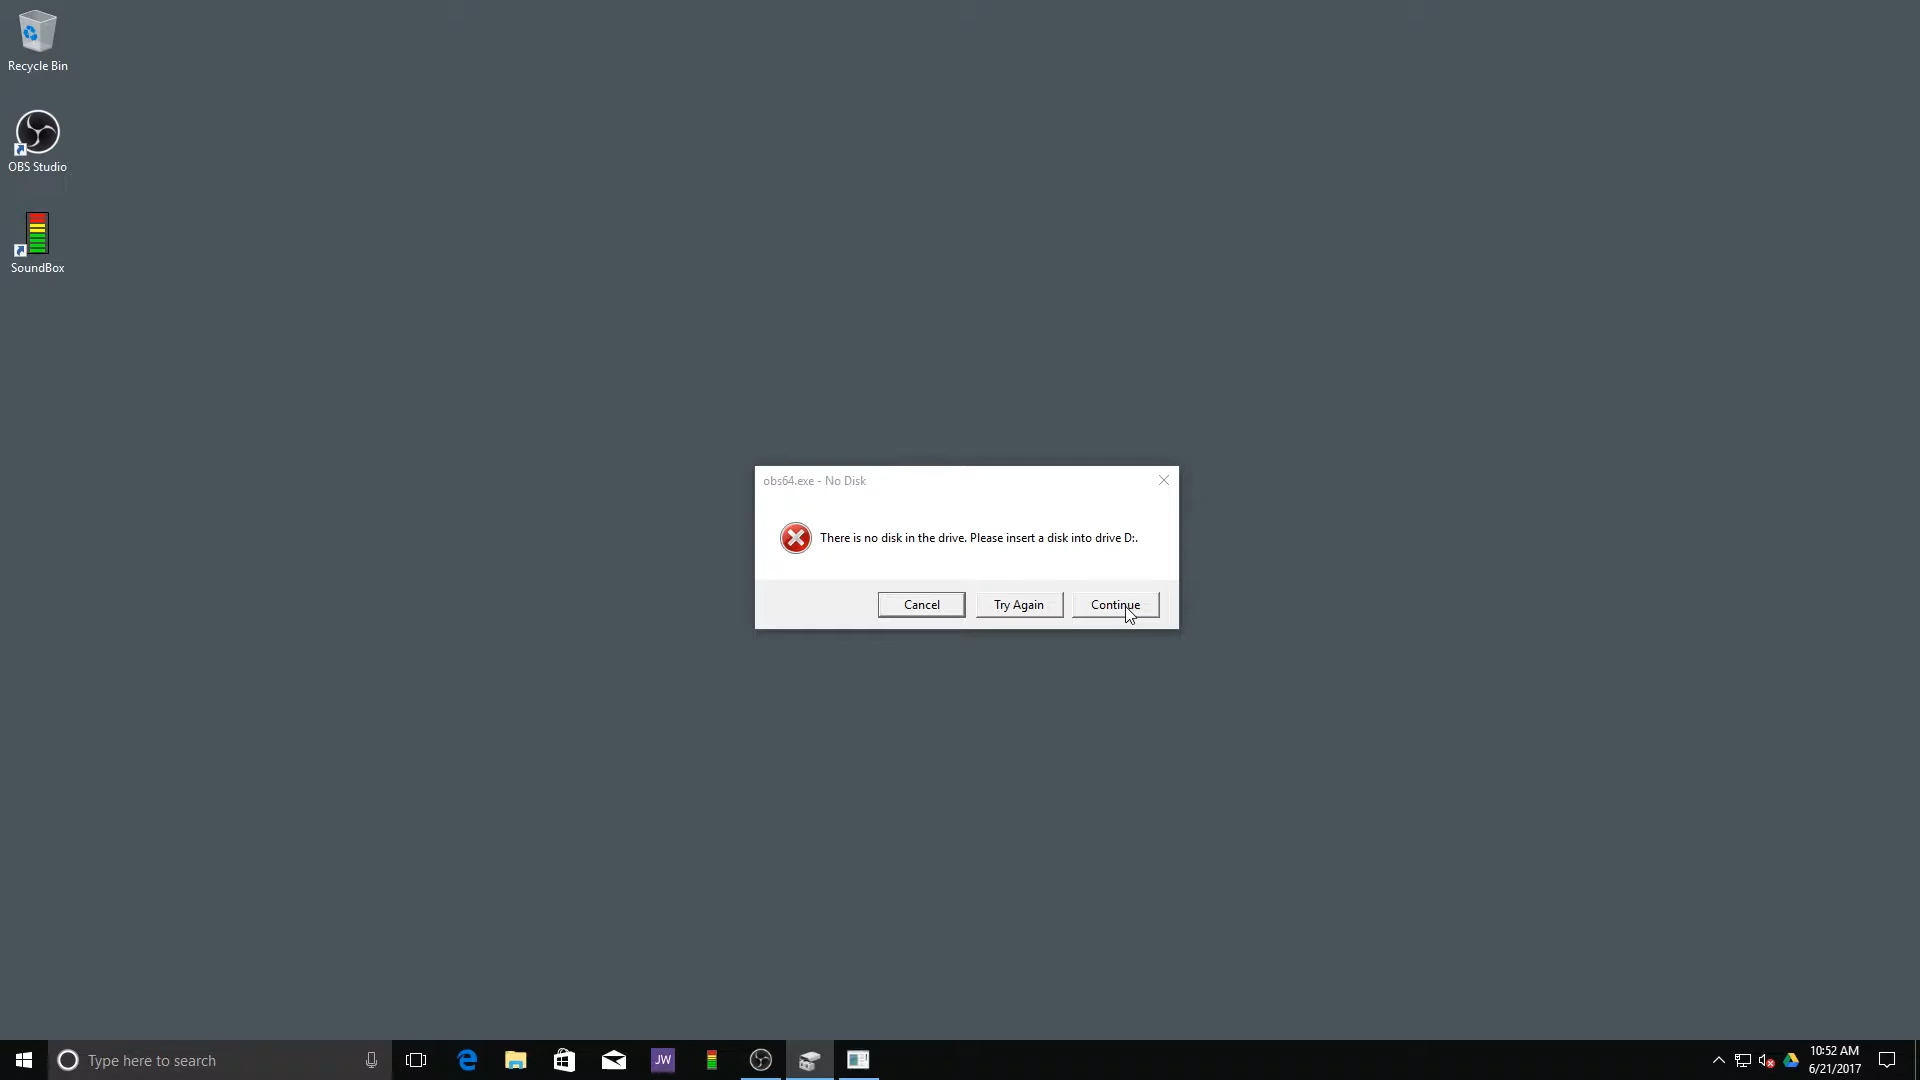 Recycle Bin
OBS Studio
SoundBox
obs64.exe - No Disk
There is no disk in the drive. Please insert a disk into drive D:.
Cancel
Try Again
Continue
Type here to search
JW
10:52 AM
6/21/2017